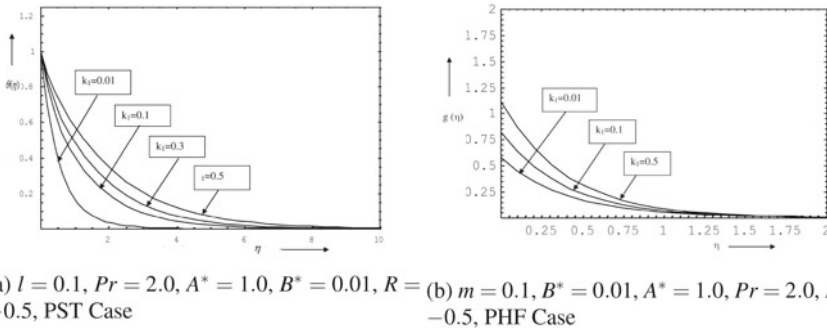 1
0.8
0.6
0.4
0.2
θ(η)
k₁=0.01
k₁=0.1
k₁=0.3
₁=0.5
2 4 6 8 10
η
2
1.75
1.5
1.25
1
0.75
0.5
0.25
g (η)
k₁=0.01
k₁=0.1
k₁=0.5
0.25 0.5 0.75 1 1.25 1.5 1.75 2
η
) l = 0.1, Pr = 2.0, A* = 1.0, B* = 0.01, R =
-0.5, PST Case
(b) m = 0.1, B* = 0.01, A* = 1.0, Pr = 2.0,
−0.5, PHF Case